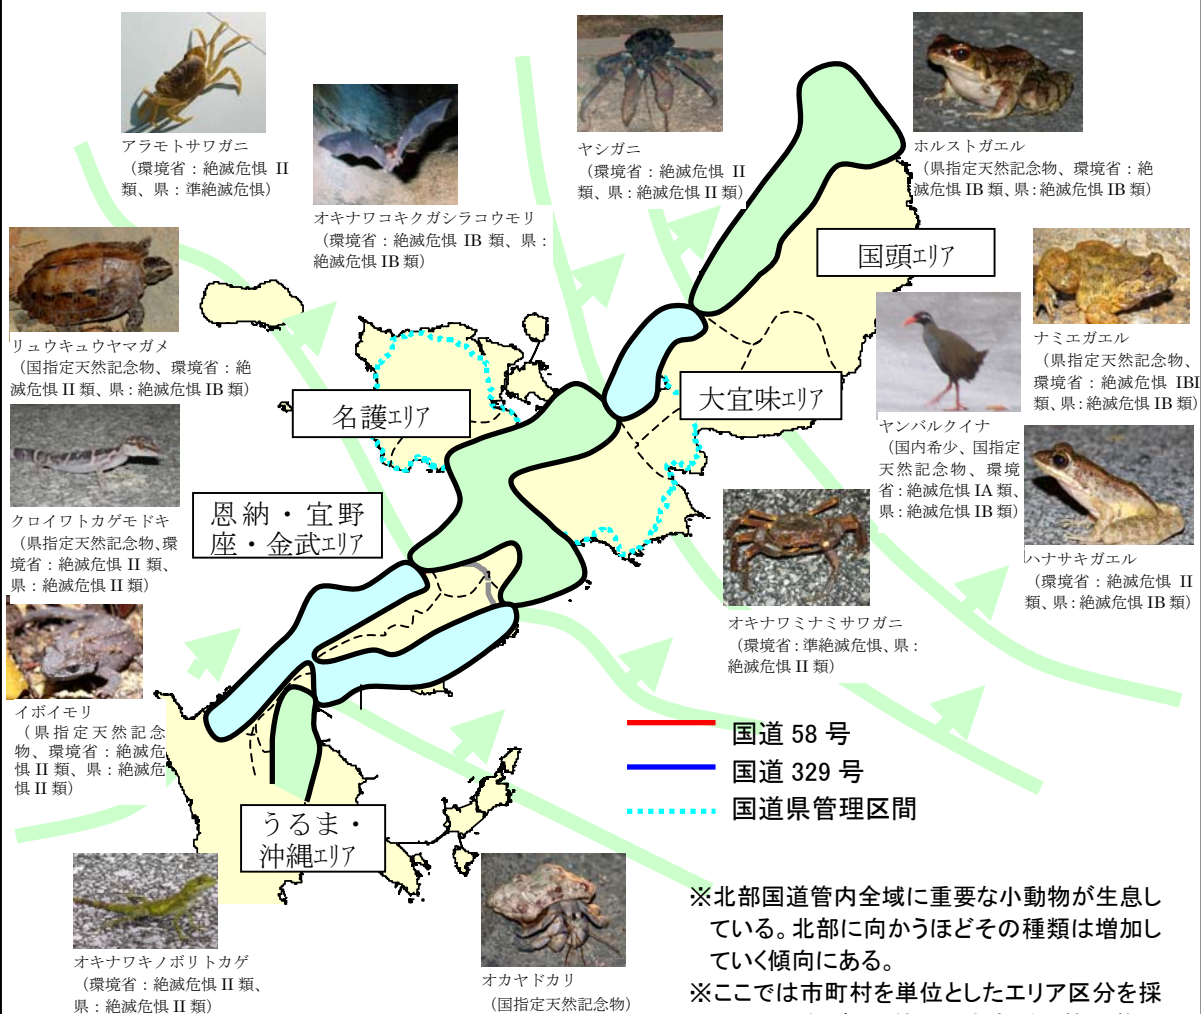 アラモトサワガニ
（環境省：絶滅危惧 II
類、県：準絶滅危惧）
オキナワコキクガシラコウモリ
（環境省：絶滅危惧 IB 類、県：
絶滅危惧 IB 類）
ヤシガニ
（環境省：絶滅危惧 II
類、県：絶滅危惧 II 類）
ホルストガエル
（県指定天然記念物、環境省：絶
滅危惧 IB 類、県：絶滅危惧 IB 類）
リュウキュウヤマガメ
（国指定天然記念物、環境省：絶
滅危惧 II 類、県：絶滅危惧 IB 類）
国頭エリア
ナミエガエル
（県指定天然記念物、
環境省：絶滅危惧 IBI
類、県：絶滅危惧 IB 類）
名護エリア
大宜味エリア
ヤンバルクイナ
（国内希少、国指定
天然記念物、環境
省：絶滅危惧 IA 類、
県：絶滅危惧 IB 類）
クロイワトカゲモドキ
（県指定天然記念物、環
境省：絶滅危惧 II 類、
県：絶滅危惧 II 類）
恩納・宜野
座・金武エリア
ハナサキガエル
（環境省：絶滅危惧 II
類、県：絶滅危惧 IB 類）
オキナワミナミサワガニ
（環境省：準絶滅危惧、県：
絶滅危惧 II 類）
イボイモリ
（県指定天然記念
物、環境省：絶滅危
惧 II 類、県：絶滅危
惧 II 類）
国道 58 号
国道 329 号
国道県管理区間
うるま・
沖縄エリア
オキナワキノボリトカゲ
（環境省：絶滅危惧 II 類、
県：絶滅危惧 II 類）
オカヤドカリ
（国指定天然記念物）
※北部国道管内全域に重要な小動物が生息し
ている。北部に向かうほどその種類は増加し
ていく傾向にある。
※ここでは市町村を単位としたエリア区分を採